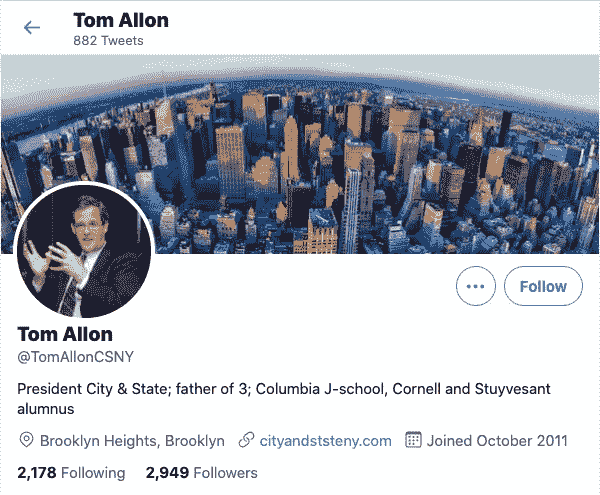 Tom Allon
882 Tweets
Follow
Tom Allon
@TomAllonCSNY
President City & State; father of 3; Columbia J-school, Cornell and Stuyvesant
alumnus
Brooklyn Heights, Brooklyn cityandststeny.com Joined October 2011
2,178 Following 2,949 Followers